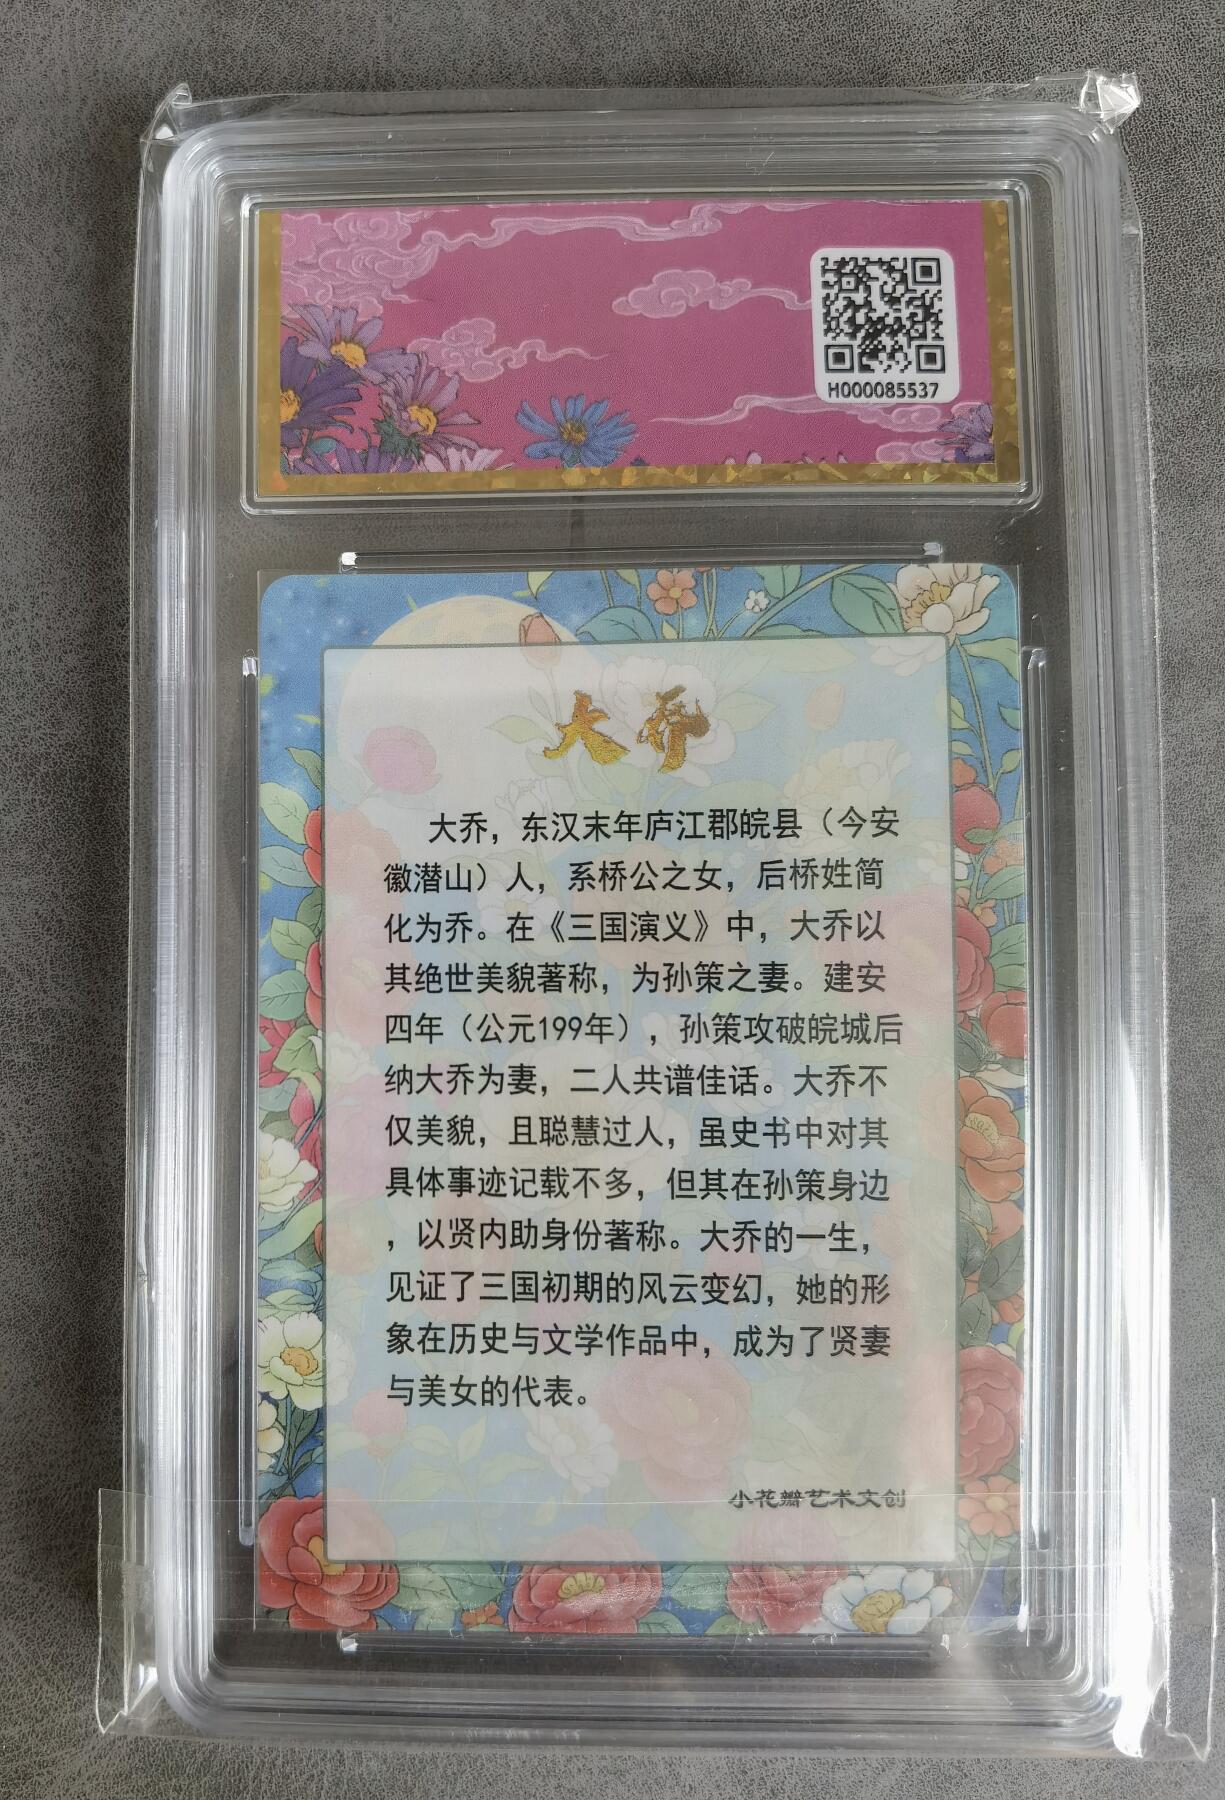 H000085537
大乔
大乔，东汉末年庐江郡皖县（今安
徽潜山）人，系桥公之女，后桥姓简
化为乔。在《三国演义》中，大乔以
其绝世美貌著称，为孙策之妻。建安
四年（公元199年），孙策攻破皖城后
纳大乔为妻，二人共谱佳话。大乔不
仅美貌，且聪慧过人，虽史书中对其
具体事迹记载不多，但其在孙策身边
，以贤内助身份著称。大乔的一生，
见证了三国初期的风云变幻，她的形
象在历史与文学作品中，成为了贤妻
与美女的代表。
小花瓣艺术文创